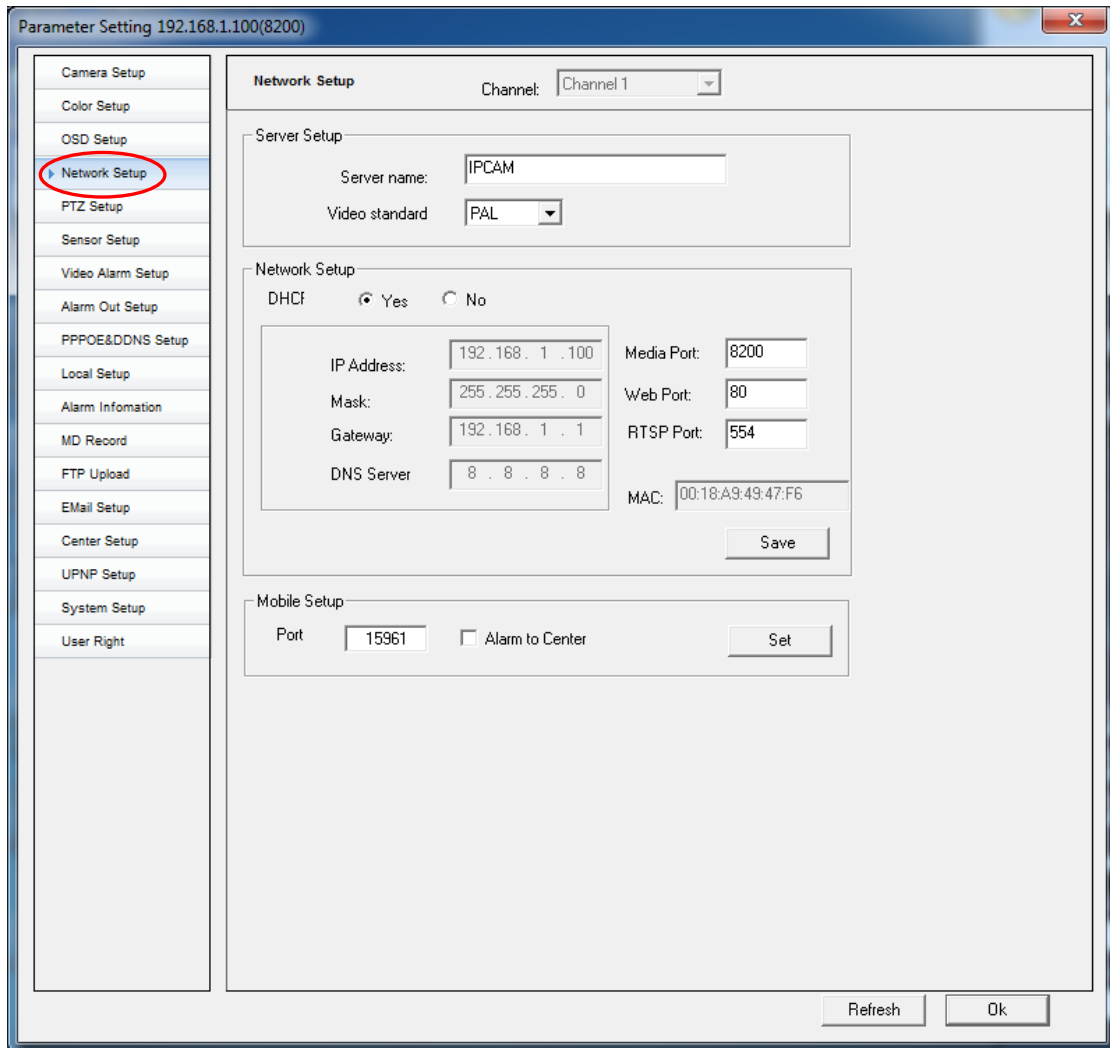 Parameter Setting 192.168.1.100(8200)
Camera Setup
Color Setup
OSD Setup
Network Setup
PTZ Setup
Sensor Setup
Video Alarm Setup
Alarm Out Setup
PPPOE&DDNS Setup
Local Setup
Alarm Infomation
MD Record
FTP Upload
EMail Setup
Center Setup
UPNP Setup
System Setup
User Right
Network Setup
Channel: Channel 1
Server Setup
Server name: IPCAM
Video standard PAL
Network Setup
DHCP Yes No
IP Address: 192.168. 1 .100
Mask: 255.255.255. 0
Gateway: 192.168. 1 . 1
DNS Server 8 . 8 . 8 . 8
Media Port: 8200
Web Port: 80
RTSP Port: 554
MAC: 00:18:A9:49:47:F6
Save
Mobile Setup
Port 15961 Alarm to Center Set
Refresh Ok